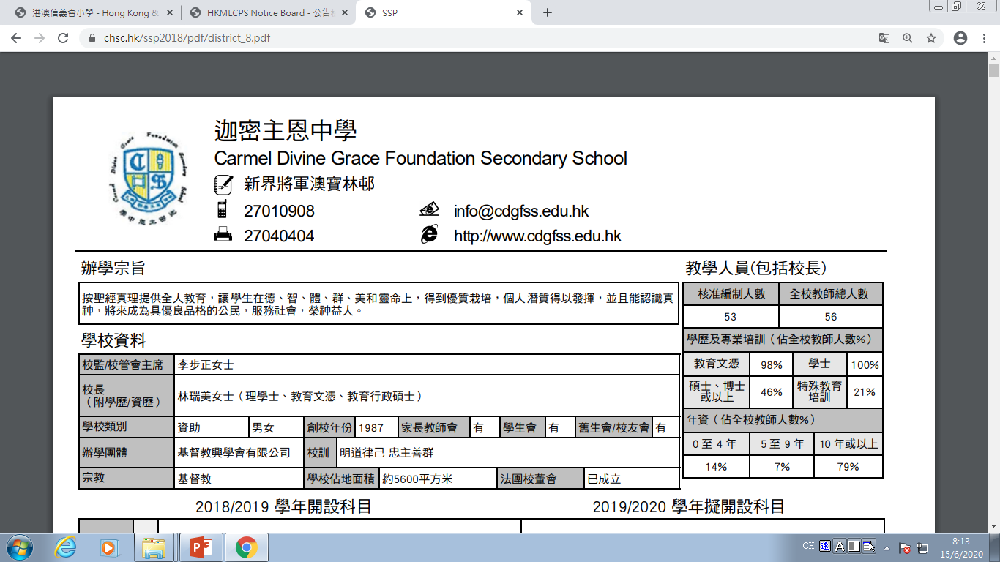 港澳信義會小學 - Hong Kong &
HKMLCPS Notice Board - 公告
SSP
chsc.hk/ssp2018/pdf/district_8.pdf
迦密主恩中學
Carmel Divine Grace Foundation Secondary School
新界將軍澳寶林邨
27010908 info@cdgfss.edu.hk
27040404 http://www.cdgfss.edu.hk
辦學宗旨
按聖經真理提供全人教育，讓學生在德、智、體、群、美和靈命上，得到優質栽培，個人潛質得以發揮，並且能認識真
神，將來成為具優良品格的公民，服務社會，榮神益人。
學校資料
校監/校管會主席 李步正女士
校長
（附學歷/資歷） 林瑞美女士（理學士、教育文憑、教育行政碩士）
學校類別 資助 男女 創校年份 1987 家長教師會 有 學生會 有 舊生會/校友會 有
辦學團體 基督教興學會有限公司 校訓 明道律己 忠主善群
宗教 基督教 學校佔地面積 約5600平方米 法團校董會 已成立
教學人員(包括校長)
核准編制人數 全校教師總人數
53 56
學歷及專業培訓（佔全校教師人數%）
教育文憑 98% 學士 100%
碩士、博士
或以上 46% 特殊教育
培訓 21%
年資（佔全校教師人數%）
0 至 4 年 5 至 9 年 10 年或以上
14% 7% 79%
2018/2019 學年開設科目 2019/2020 學年擬開設科目
CH 速 A
8:13
15/6/2020